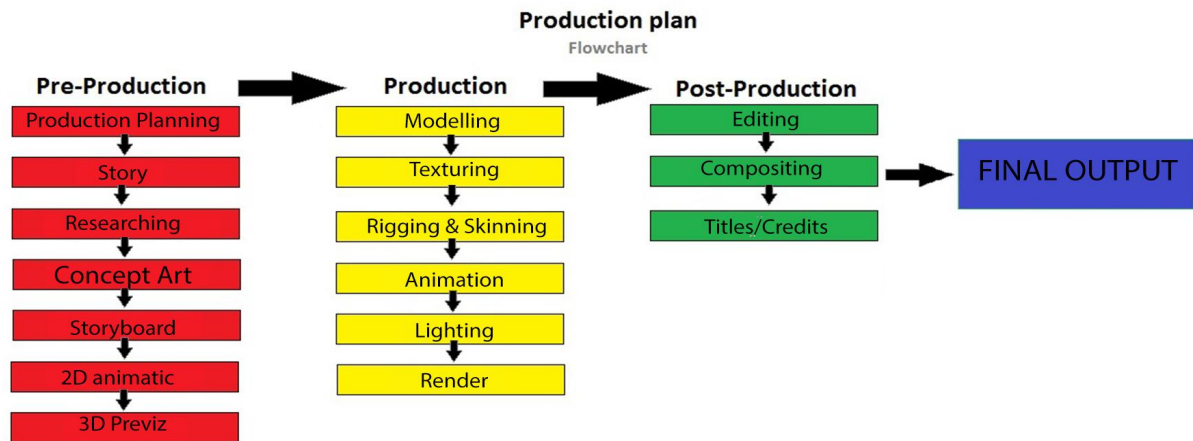 Production plan
Flowchart
Pre-Production
Production Planning
Story
Researching
Concept Art
Storyboard
2D animatic
3D Previz
Production
Modelling
Texturing
Rigging & Skinning
Animation
Lighting
Render
Post-Production
Editing
Compositing
Titles/Credits
FINAL OUTPUT